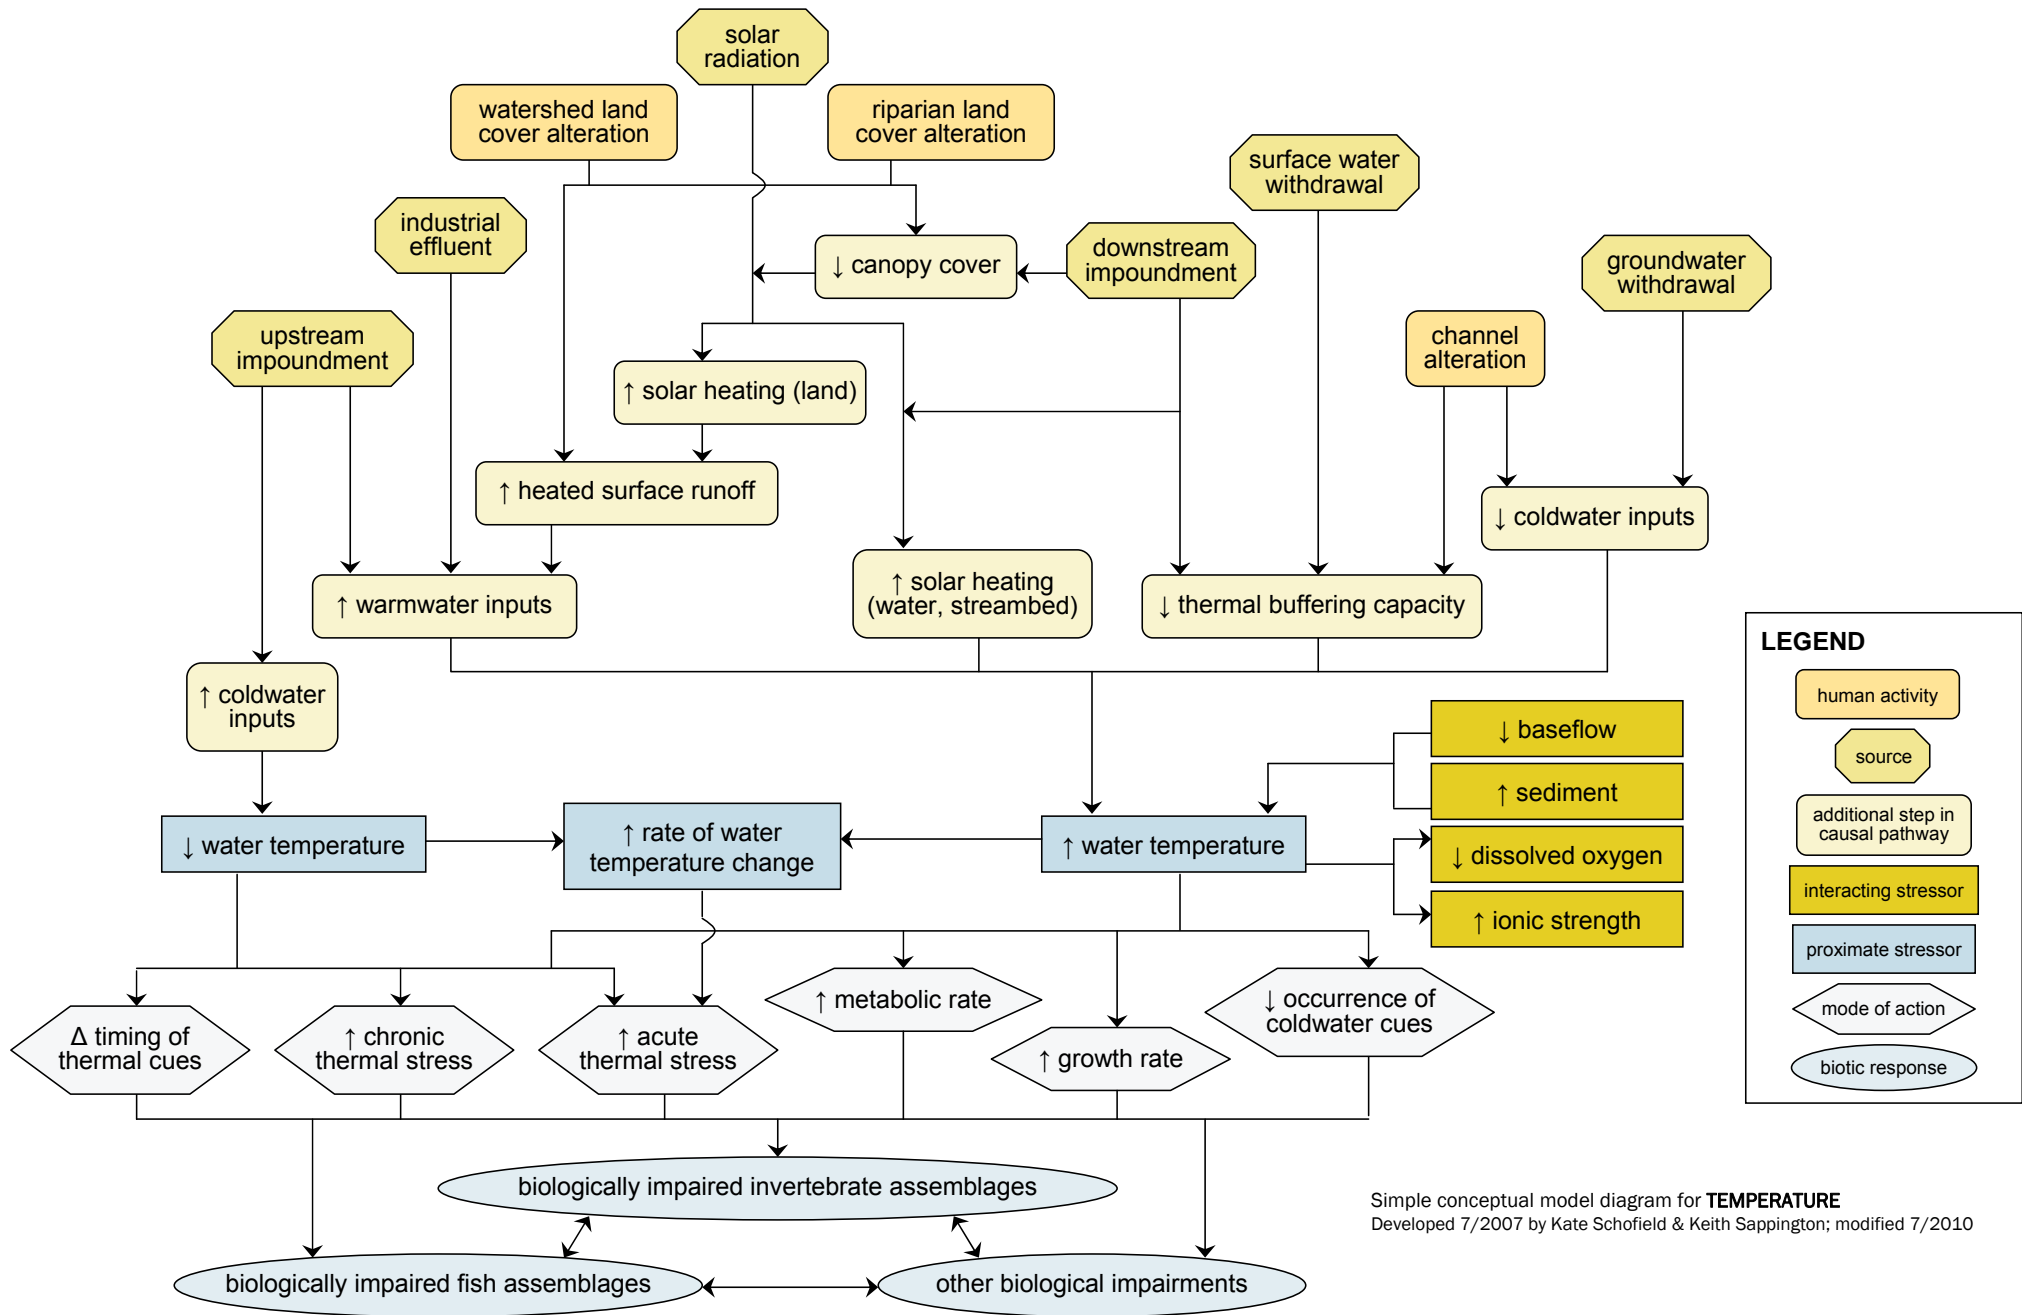 solar
radiation
watershed land
cover alteration
riparian land
cover alteration
surface water
withdrawal
industrial
effluent
↓ canopy cover
downstream
impoundment
groundwater
withdrawal
upstream
impoundment
channel
alteration
↑ solar heating (land)
↑ heated surface runoff
↓ coldwater inputs
↑ warmwater inputs
↑ solar heating
(water, streambed)
↓ thermal buffering capacity
↑ coldwater
inputs
↓ baseflow
↑ sediment
↓ water temperature
↑ rate of water
temperature change
↑ water temperature
↓ dissolved oxygen
↑ ionic strength
Δ timing of
thermal cues
↑ chronic
thermal stress
↑ acute
thermal stress
↑ metabolic rate
↑ growth rate
↓ occurrence of
coldwater cues
biologically impaired invertebrate assemblages
biologically impaired fish assemblages
other biological impairments
LEGEND
human activity
source
additional step in
causal pathway
interacting stressor
proximate stressor
mode of action
biotic response
Simple conceptual model diagram for TEMPERATURE
Developed 7/2007 by Kate Schofield & Keith Sappington; modified 7/2010